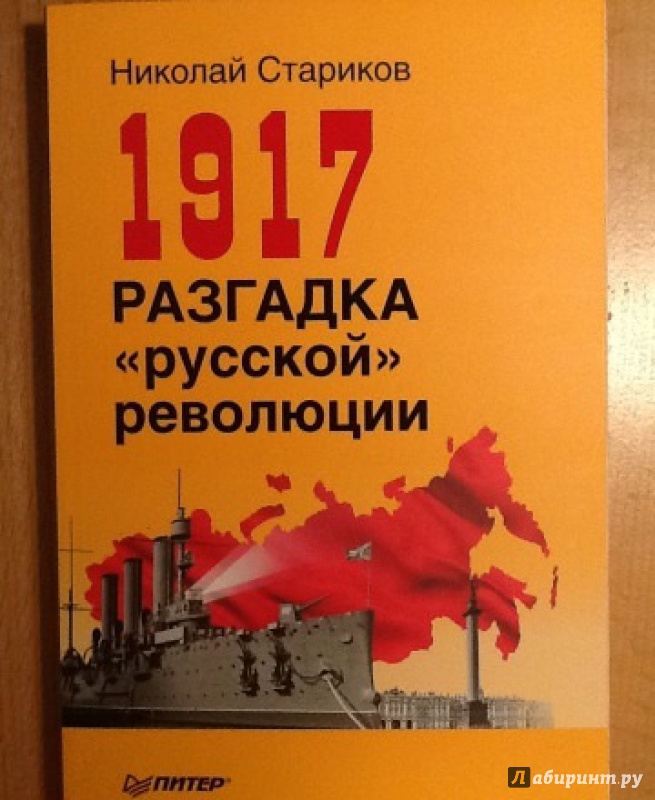 Николай Стариков
1917
РАЗГАДКА
«русской»
революции
ПИТЕР®
Лабиринт.ру